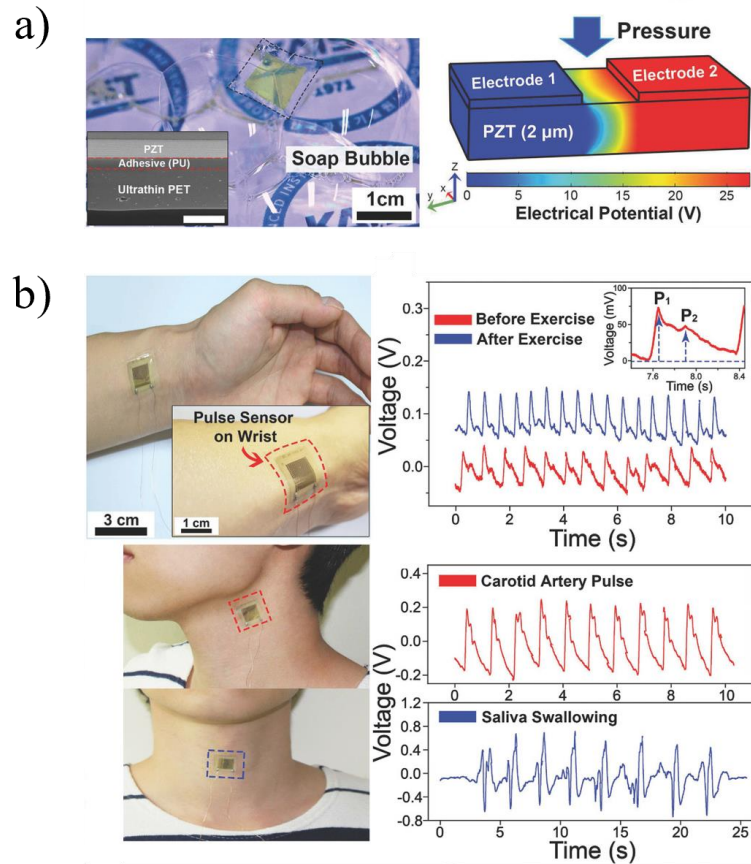 a)
PZT
Adhesive (PU)
Ultrathin PET
Soap Bubble
1cm
Pressure
Electrode 1
Electrode 2
PZT (2 μm)
z
x
y
0 5 10 15 20 25
Electrical Potential (V)
b)
Pulse Sensor
on Wrist
3 cm
1 cm
Before Exercise
After Exercise
Voltage (V)
0.3
0.2
0.1
0.0
0 2 4 6 8 10
Time (s)
P1
P2
Voltage (mV)
100
50
0
7.6 8.0 8.4
Time (s)
Carotid Artery Pulse
0.4
0.2
0.0
-0.2
0 2 4 6 8 10
Voltage (V)
Saliva Swallowing
1.2
0.8
0.4
0.0
-0.4
-0.8
0 5 10 15 20 25
Time (s)